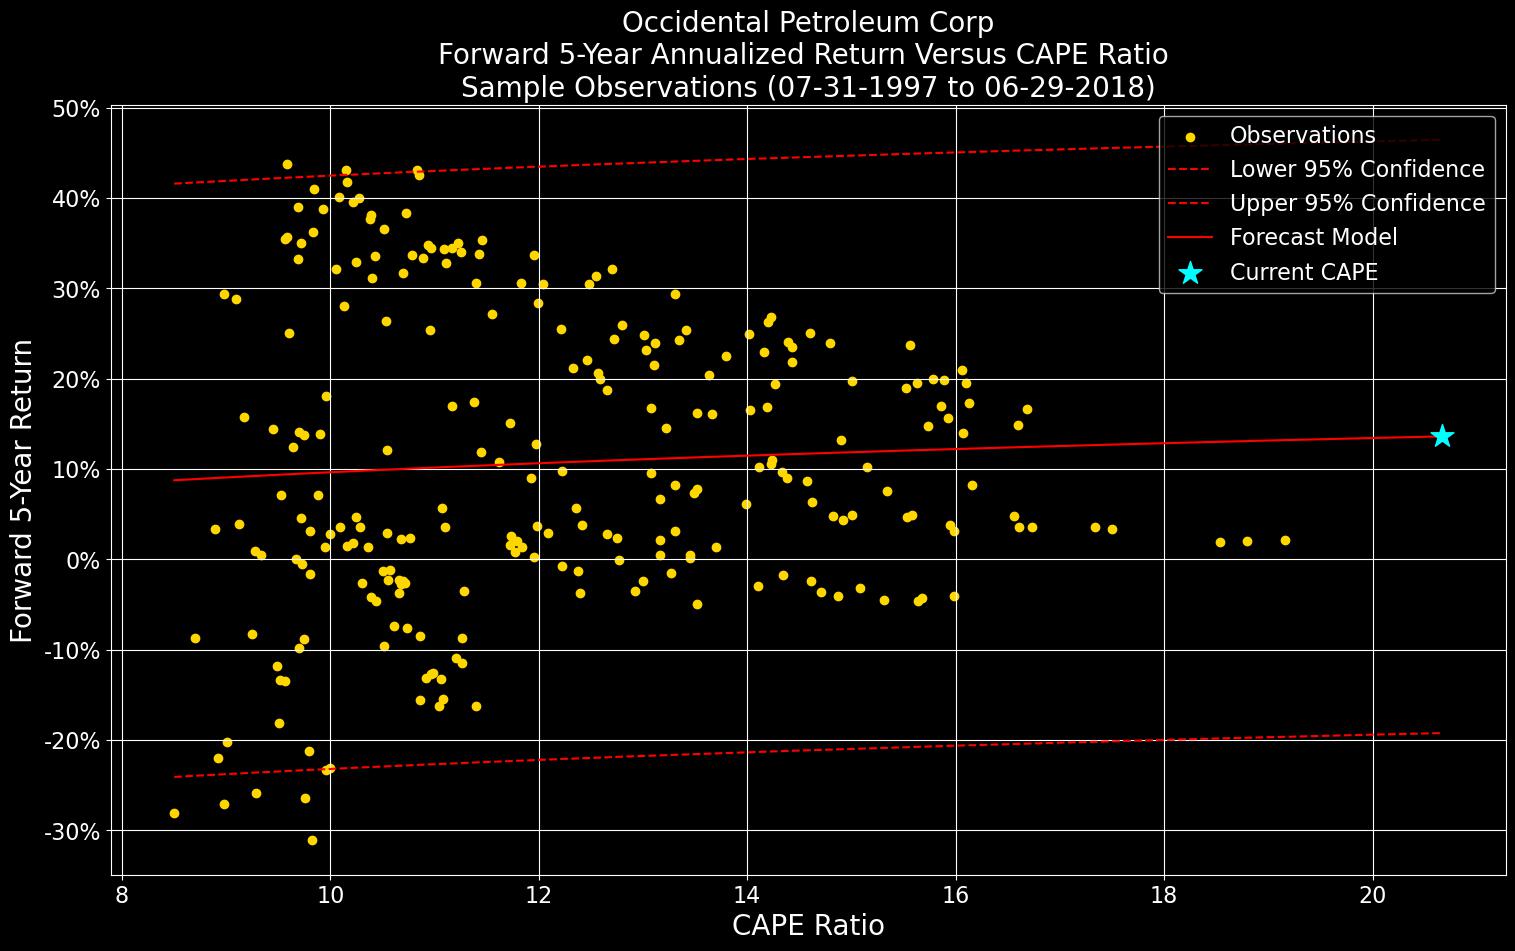 Occidental Petroleum Corp
Forward 5-Year Annualized Return Versus CAPE Ratio
Sample Observations (07-31-1997 to 06-29-2018)
Forward 5-Year Return
50%
40%
30%
20%
10%
0%
-10%
-20%
-30%
Observations
Lower 95% Confidence
Upper 95% Confidence
Forecast Model
Current CAPE
8 10 12 14 16 18 20
CAPE Ratio